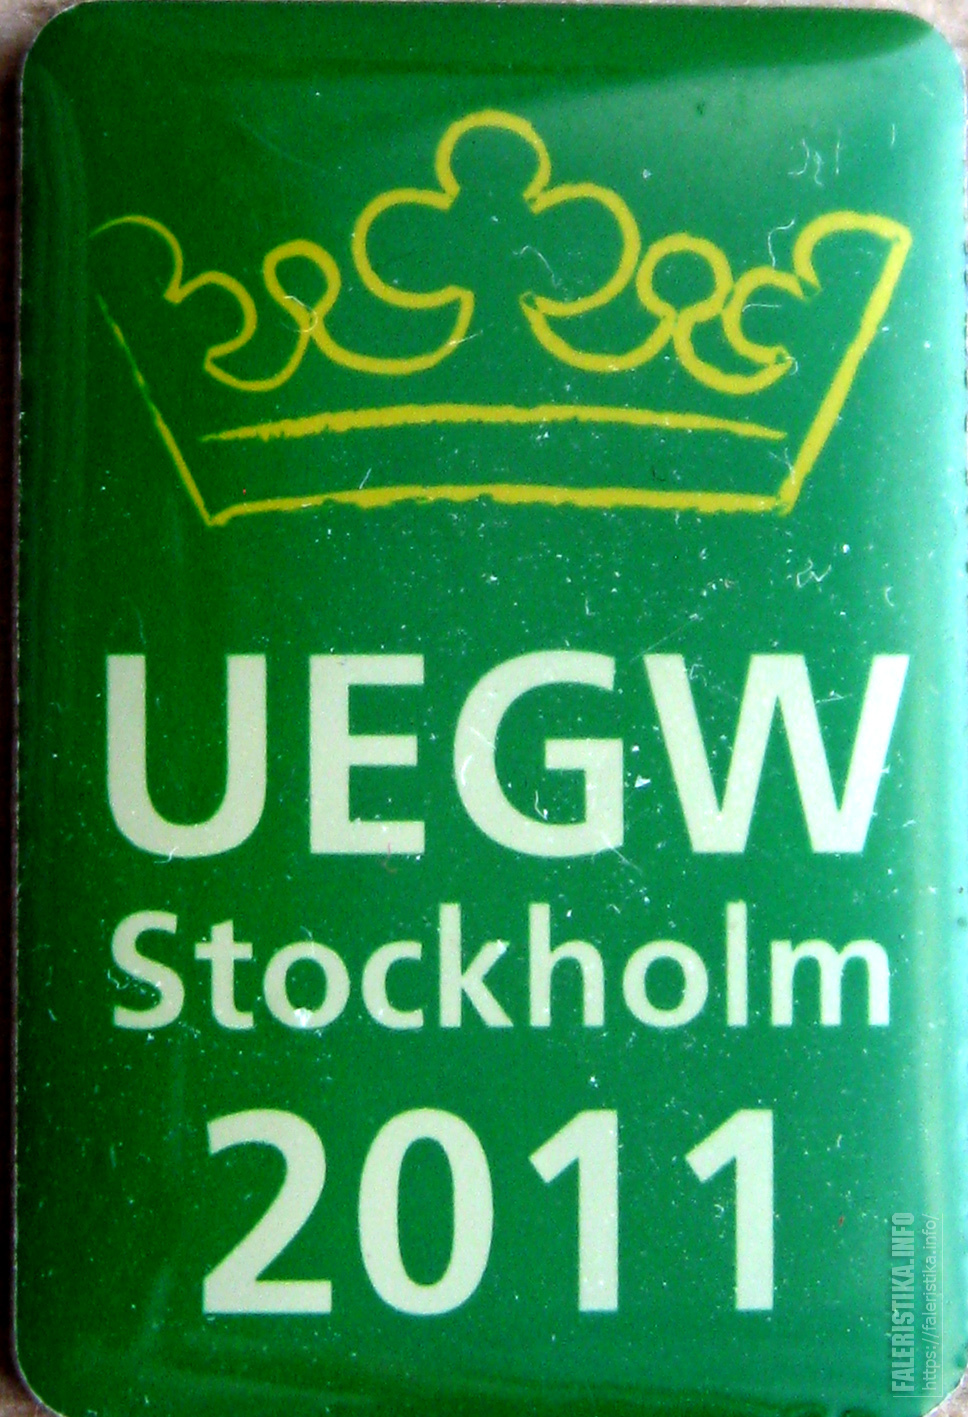 UEGW
Stockholm
2011
FALERISTIKA.INFO
https://faleristika.info/